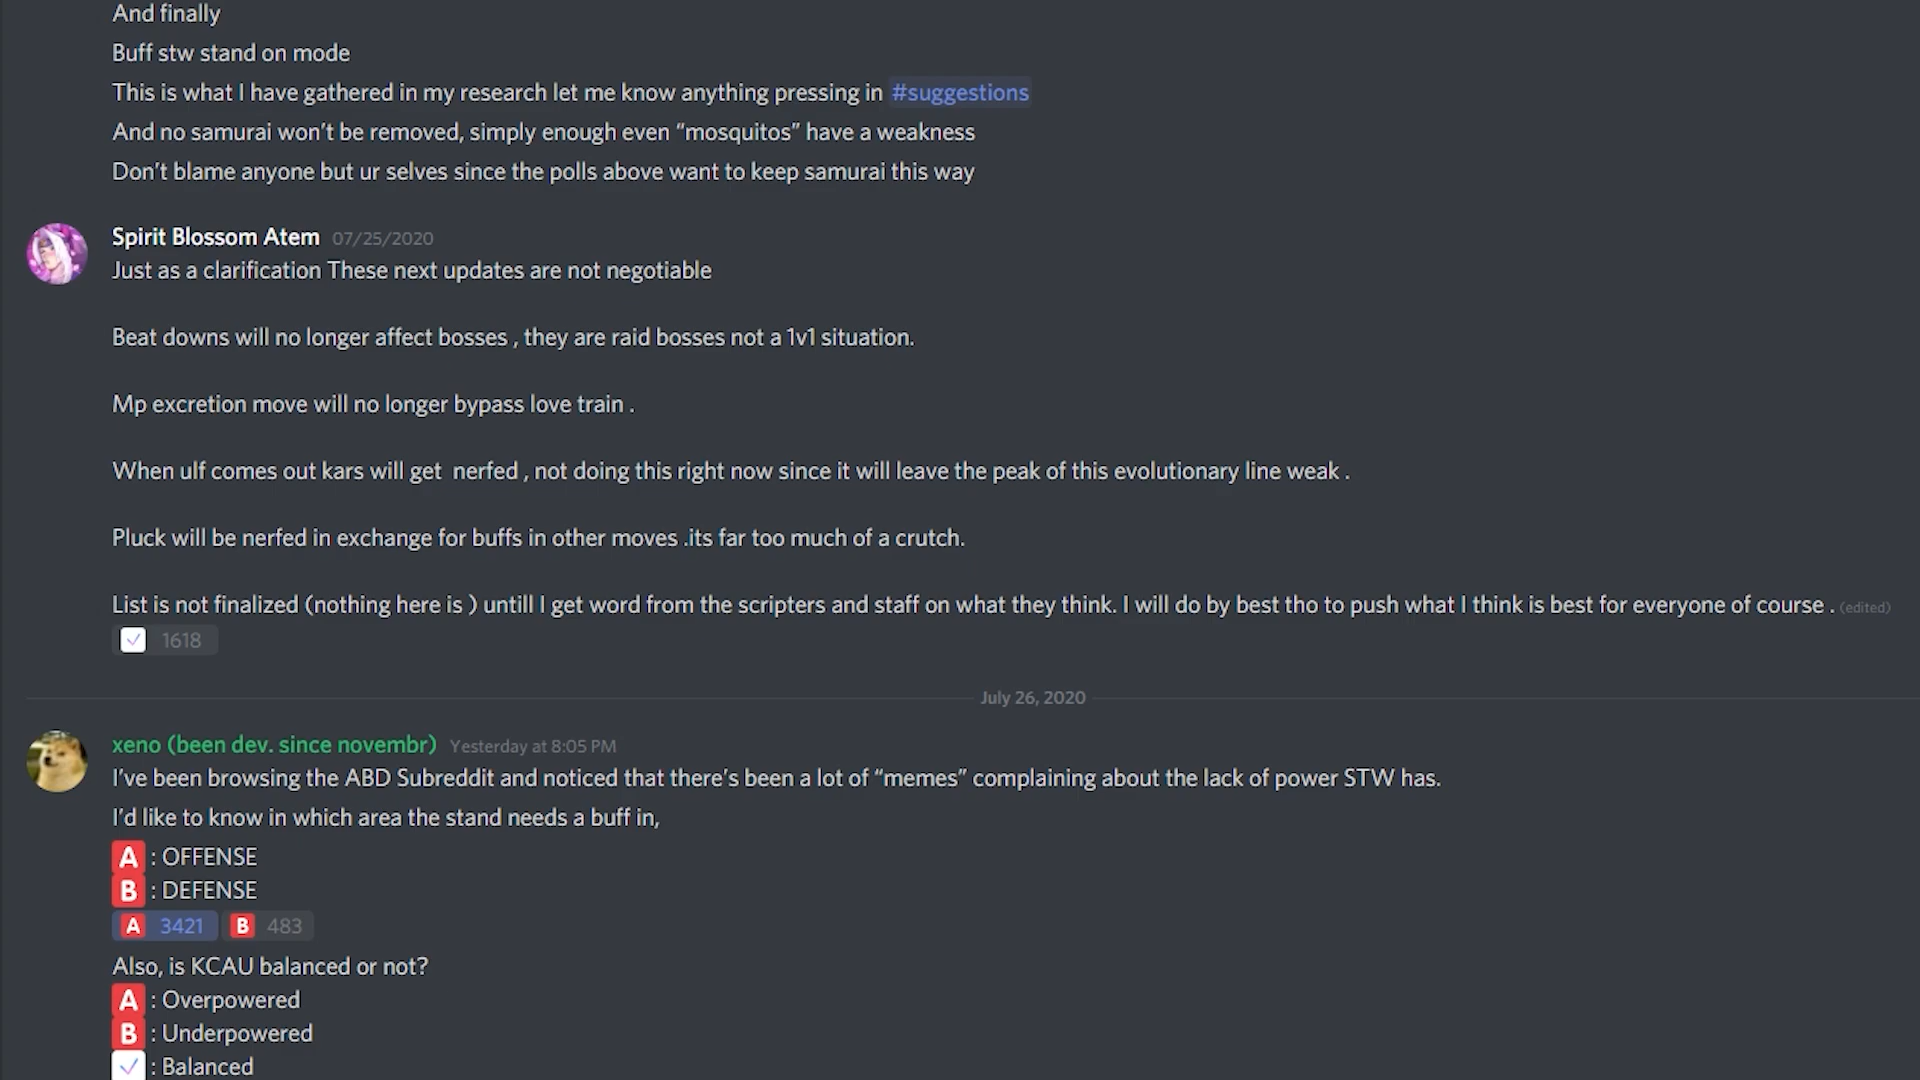 And finally
Buff stw stand on mode
This is what I have gathered in my research let me know anything pressing in #suggestions
And no samurai won't be removed, simply enough even “mosquitos” have a weakness
Don't blame anyone but ur selves since the polls above want to keep samurai this way
Spirit Blossom Atem 07/25/2020
Just as a clarification These next updates are not negotiable
Beat downs will no longer affect bosses , they are raid bosses not a 1v1 situation.
Mp excretion move will no longer bypass love train .
When ulf comes out kars will get  nerfed , not doing this right now since it will leave the peak of this evolutionary line weak .
Pluck will be nerfed in exchange for buffs in other moves .its far too much of a crutch.
List is not finalized (nothing here is ) untill I get word from the scripters and staff on what they think. I will do by best tho to push what I think is best for everyone of course . (edited)
1618
July 26, 2020
xeno (been dev. since novembr) Yesterday at 8:05 PM
I've been browsing the ABD Subreddit and noticed that there's been a lot of “memes” complaining about the lack of power STW has.
I'd like to know in which area the stand needs a buff in,
A : OFFENSE
B : DEFENSE
A 3421 B 483
Also, is KCAU balanced or not?
A : Overpowered
B : Underpowered
: Balanced